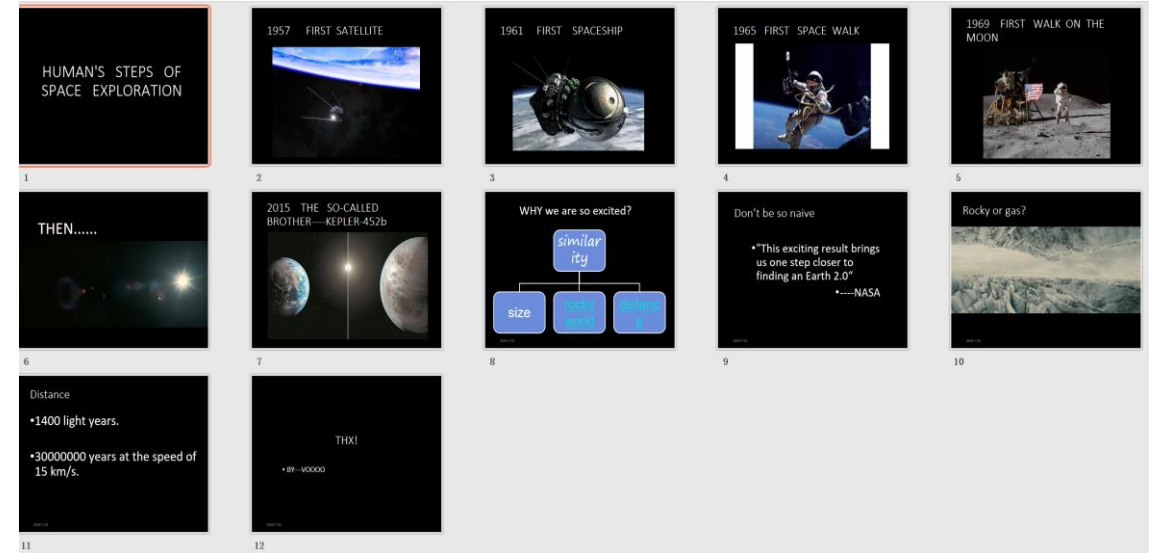 HUMAN'S STEPS OF
SPACE EXPLORATION
1
1957 FIRST SATELLITE
2
1961 FIRST SPACESHIP
3
1965 FIRST SPACE WALK
4
1969 FIRST WALK ON THE
MOON
5
THEN......
6
2015 THE SO-CALLED
BROTHER----KEPLER-452b
7
WHY we are so excited?
similar
ity
size
rocky
world
distanc
e
8
Don't be so naive
•"This exciting result brings
us one step closer to
finding an Earth 2.0"
•----NASA
9
Rocky or gas?
10
Distance
•1400 light years.
•30000000 years at the speed of
15 km/s.
11
THX!
• BY---VOOOO
12